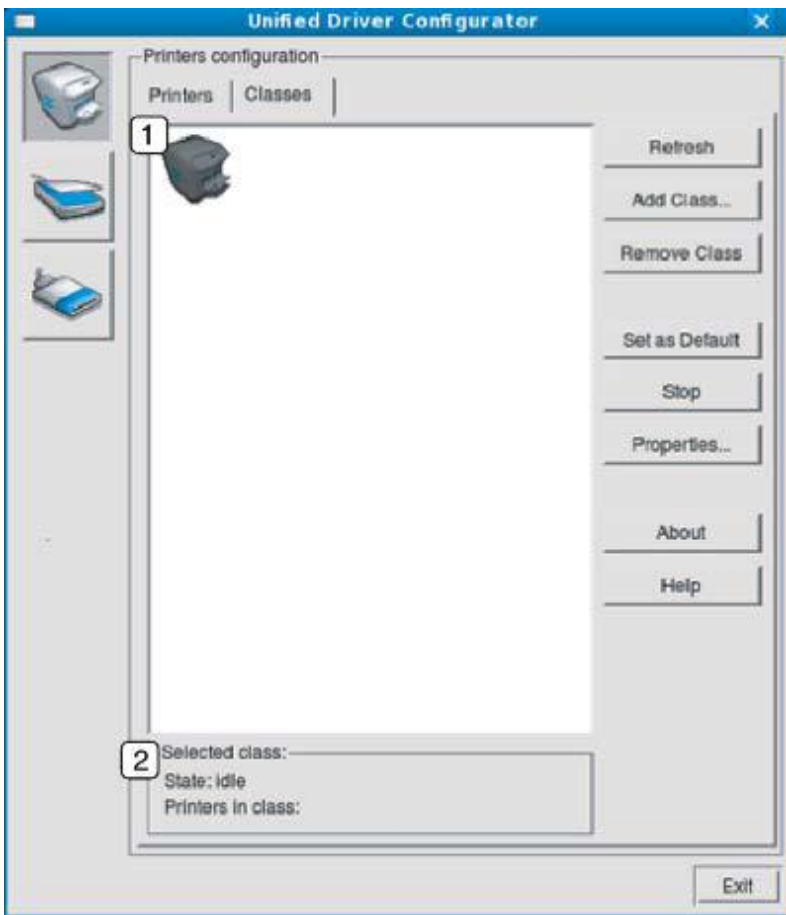 Unified Driver Configurator
Printers configuration
Printers
Classes
1
Refresh
Add Class...
Remove Class
Set as Default
Stop
Properties...
About
Help
2
Selected class:
State: idle
Printers in class:
Exit